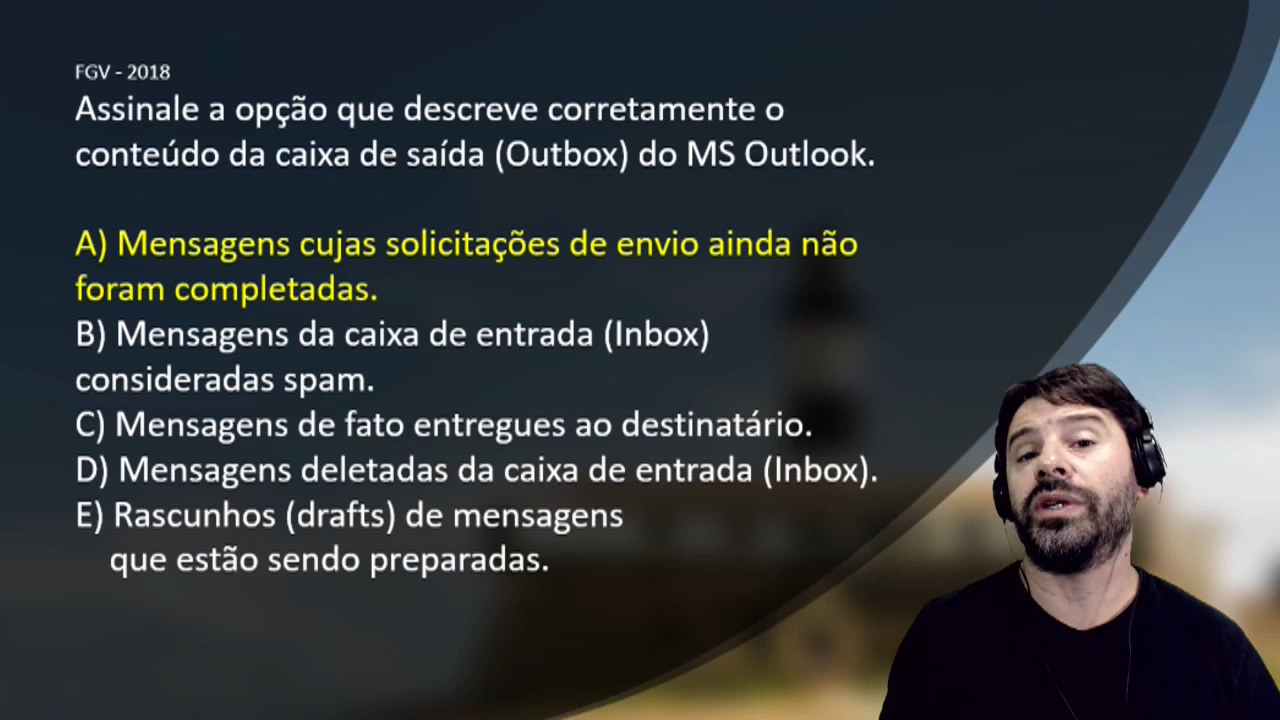 FGV - 2018
Assinale a opção que descreve corretamente o
conteúdo da caixa de saída (Outbox) do MS Outlook.
A) Mensagens cujas solicitações de envio ainda não
foram completadas.
B) Mensagens da caixa de entrada (Inbox)
consideradas spam.
C) Mensagens de fato entregues ao destinatário.
D) Mensagens deletadas da caixa de entrada (Inbox).
E) Rascunhos (drafts) de mensagens
que estão sendo preparadas.